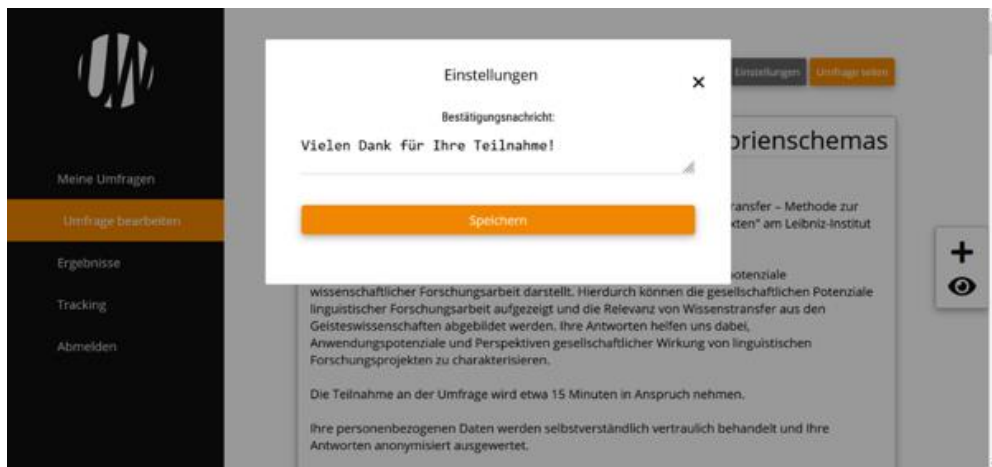 UW
Meine Umfragen
Umfrage bearbeiten
Ergebnisse
Tracking
Abmelden
Einstellungen
Umfrage seiten
Einstellungen
×
Bestätigungsnachricht:
Vielen Dank für Ihre Teilnahme!
Speichern
orienschemas
ransfer – Methode zur
kten" am Leibniz-Institut
otenziale
wissenschaftlicher Forschungsarbeit darstellt. Hierdurch können die gesellschaftlichen Potenziale
linguistischer Forschungsarbeit aufgezeigt und die Relevanz von Wissenstransfer aus den
Geisteswissenschaften abgebildet werden. Ihre Antworten helfen uns dabei,
Anwendungspotenziale und Perspektiven gesellschaftlicher Wirkung von linguistischen
Forschungsprojekten zu charakterisieren.
Die Teilnahme an der Umfrage wird etwa 15 Minuten in Anspruch nehmen.
Ihre personenbezogenen Daten werden selbstverständlich vertraulich behandelt und Ihre
Antworten anonymisiert ausgewertet.